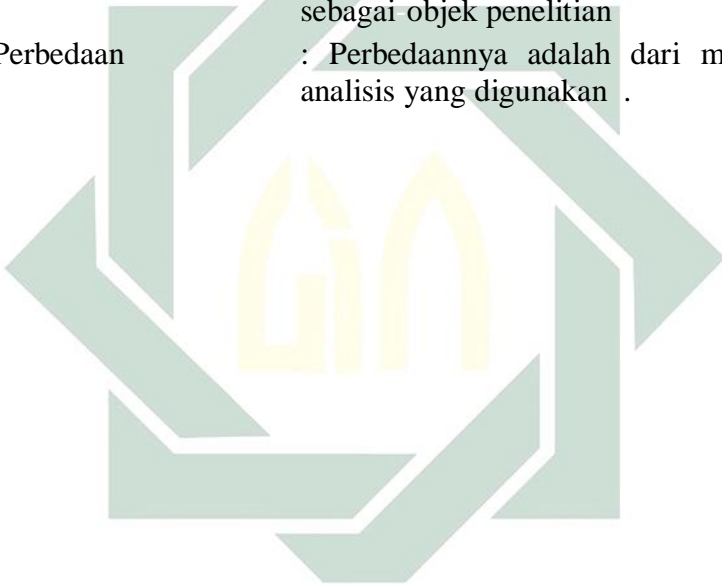 sebagai objek penelitian
Perbedaan : Perbedaannya adalah dari
analisis yang digunakan .